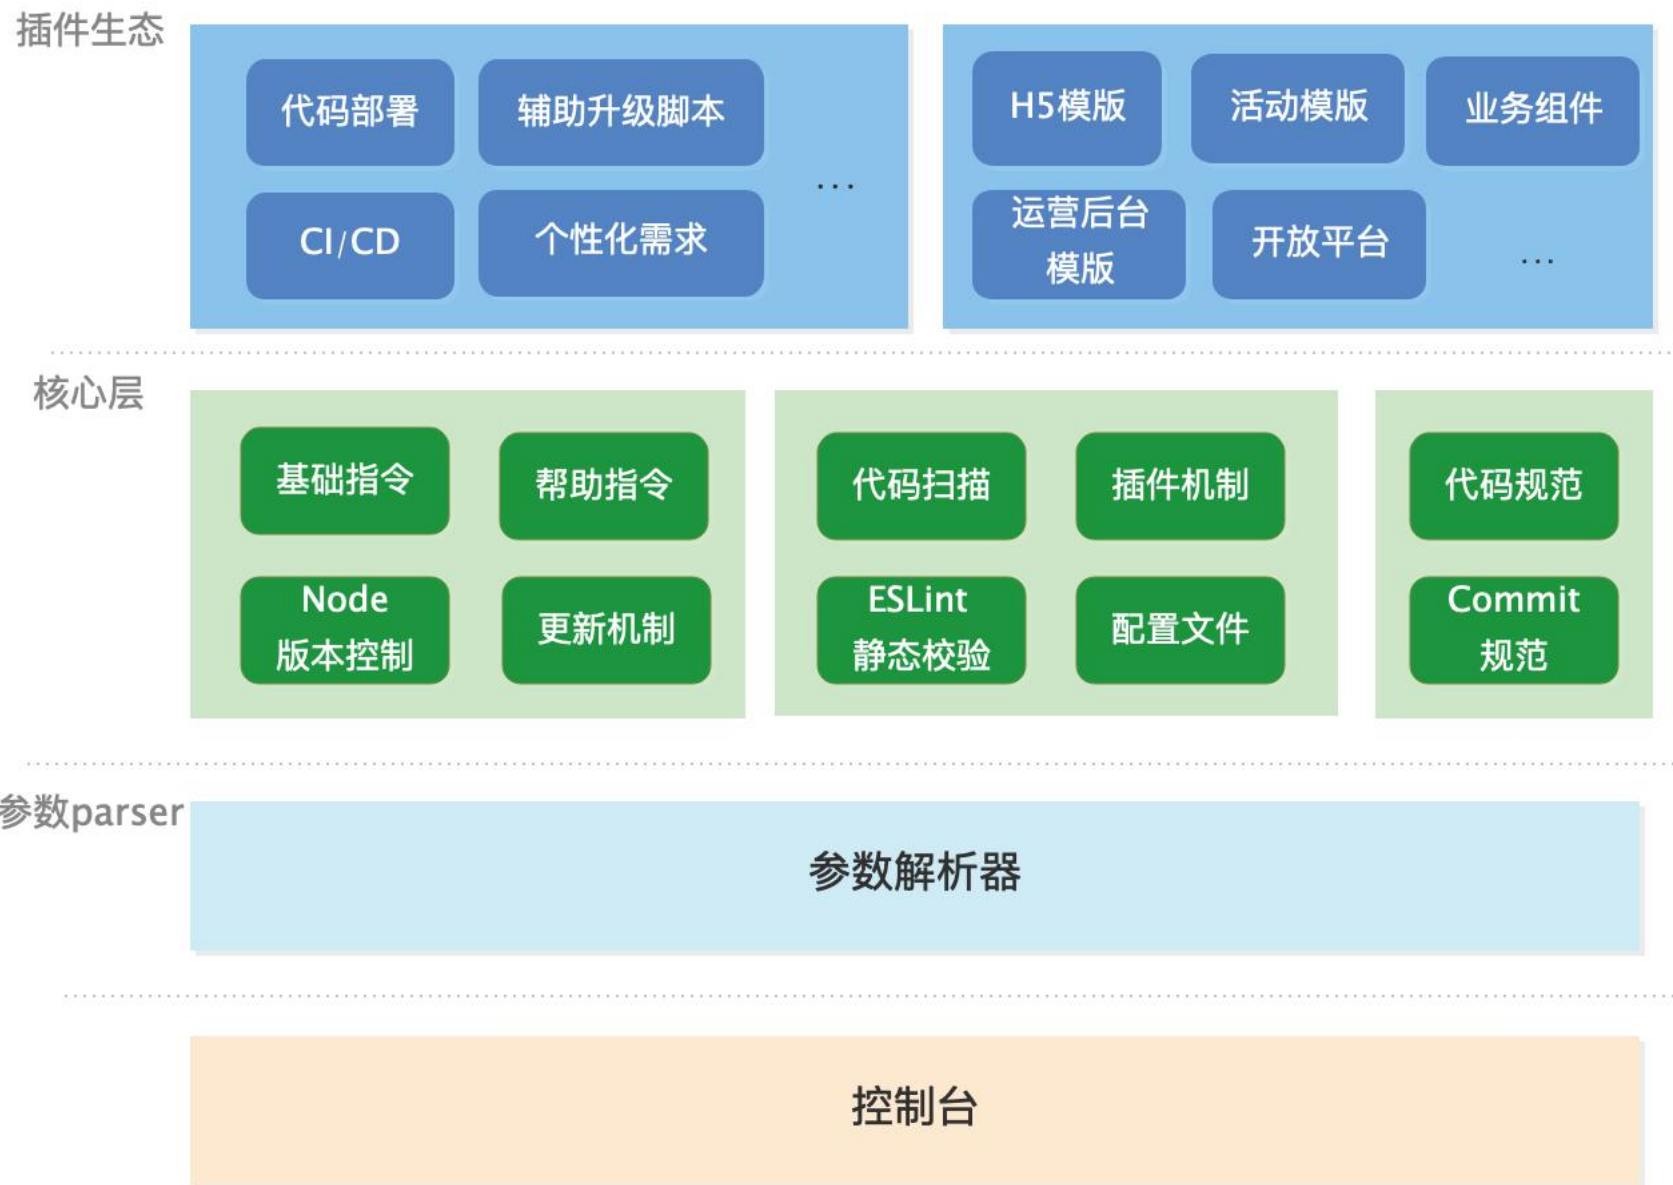 插件生态
代码部署
辅助升级脚本
...
CI/CD
个性化需求
H5模版
活动模版
业务组件
运营后台
模版
开放平台
...
核心层
基础指令
帮助指令
Node
版本控制
更新机制
代码扫描
插件机制
ESLint
静态校验
配置文件
代码规范
Commit
规范
参数parser
参数解析器
控制台